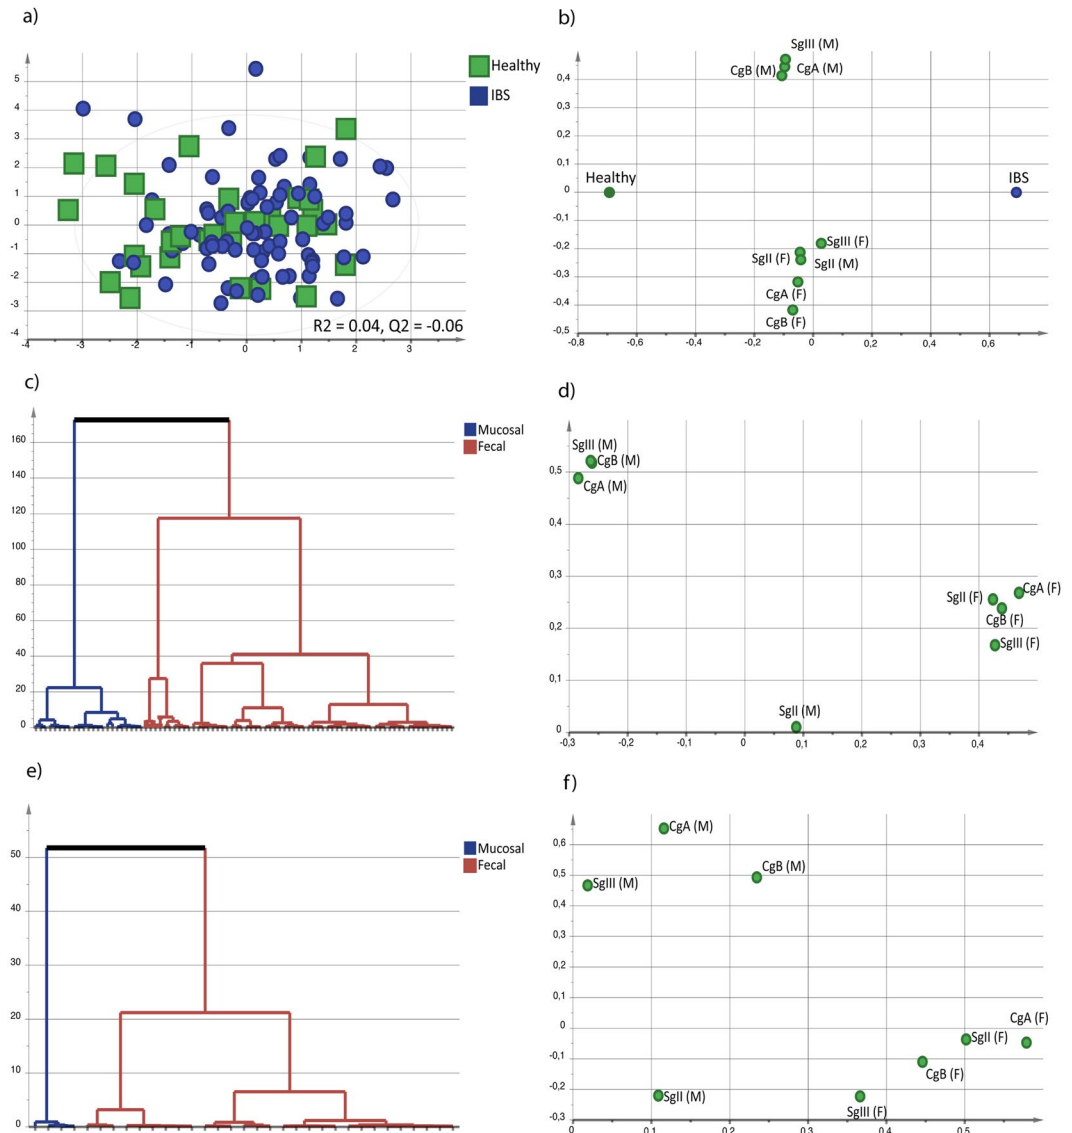 a)
Healthy
IBS
5
4
3
2
1
0
-1
-2
-3
-4
-4 -3 -2 -1 0 1 2 3
R2 = 0.04, Q2 = -0.06
b)
SgIII (M)
CgB (M) CgA (M)
Healthy
IBS
SgIII (F)
SgII (F)
SgII (M)
CgA (F)
CgB (F)
0,4
0,3
0,2
0,1
0
-0,1
-0,2
-0,3
-0,4
-0,5
-0,8 -0,6 -0,4 -0,2 0 0,2 0,4 0,6
c)
Mucosal
Fecal
160
140
120
100
80
60
40
20
0
d)
SgIII (M)
CgB (M)
CgA (M)
CgA (F)
SgII (F)
CgB (F)
SgIII (F)
SgII (M)
0,5
0,4
0,3
0,2
0,1
0
-0,3 -0,2 -0,1 0 0,1 0,2 0,3 0,4
e)
Mucosal
Fecal
50
40
30
20
10
0
f)
CgA (M)
CgB (M)
SgIII (M)
CgA (F)
SgII (F)
CgB (F)
SgII (M)
SgIII (F)
0,6
0,5
0,4
0,3
0,2
0,1
0
-0,1
-0,2
-0,3
0 0,1 0,2 0,3 0,4 0,5